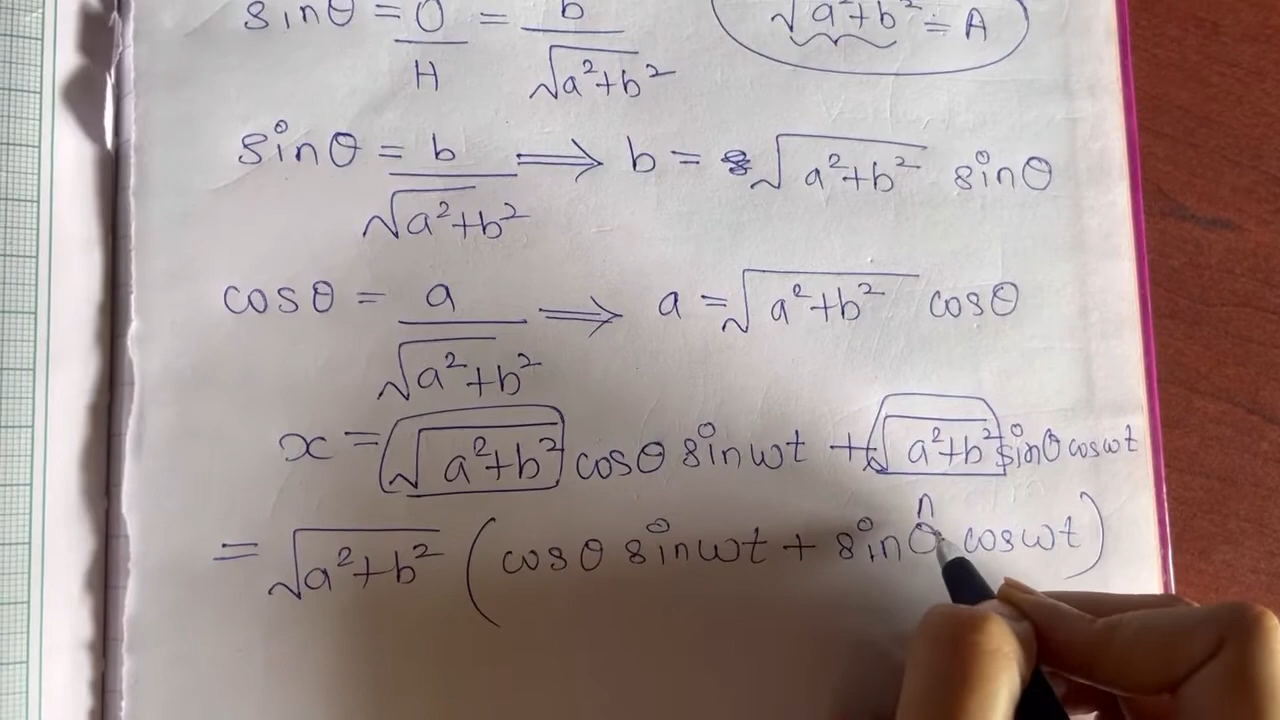 sinθ = O/H = b/√a²+b² √a²+b² = A
sinθ = b/√a²+b² ⟹ b = √a²+b² sinθ
cosθ = a/√a²+b² ⟹ a = √a²+b² cosθ
x = √a²+b² cosθ sinωt + √a²+b² sinθ cosωt
= √a²+b² (cosθ sinωt + sinθ cosωt)